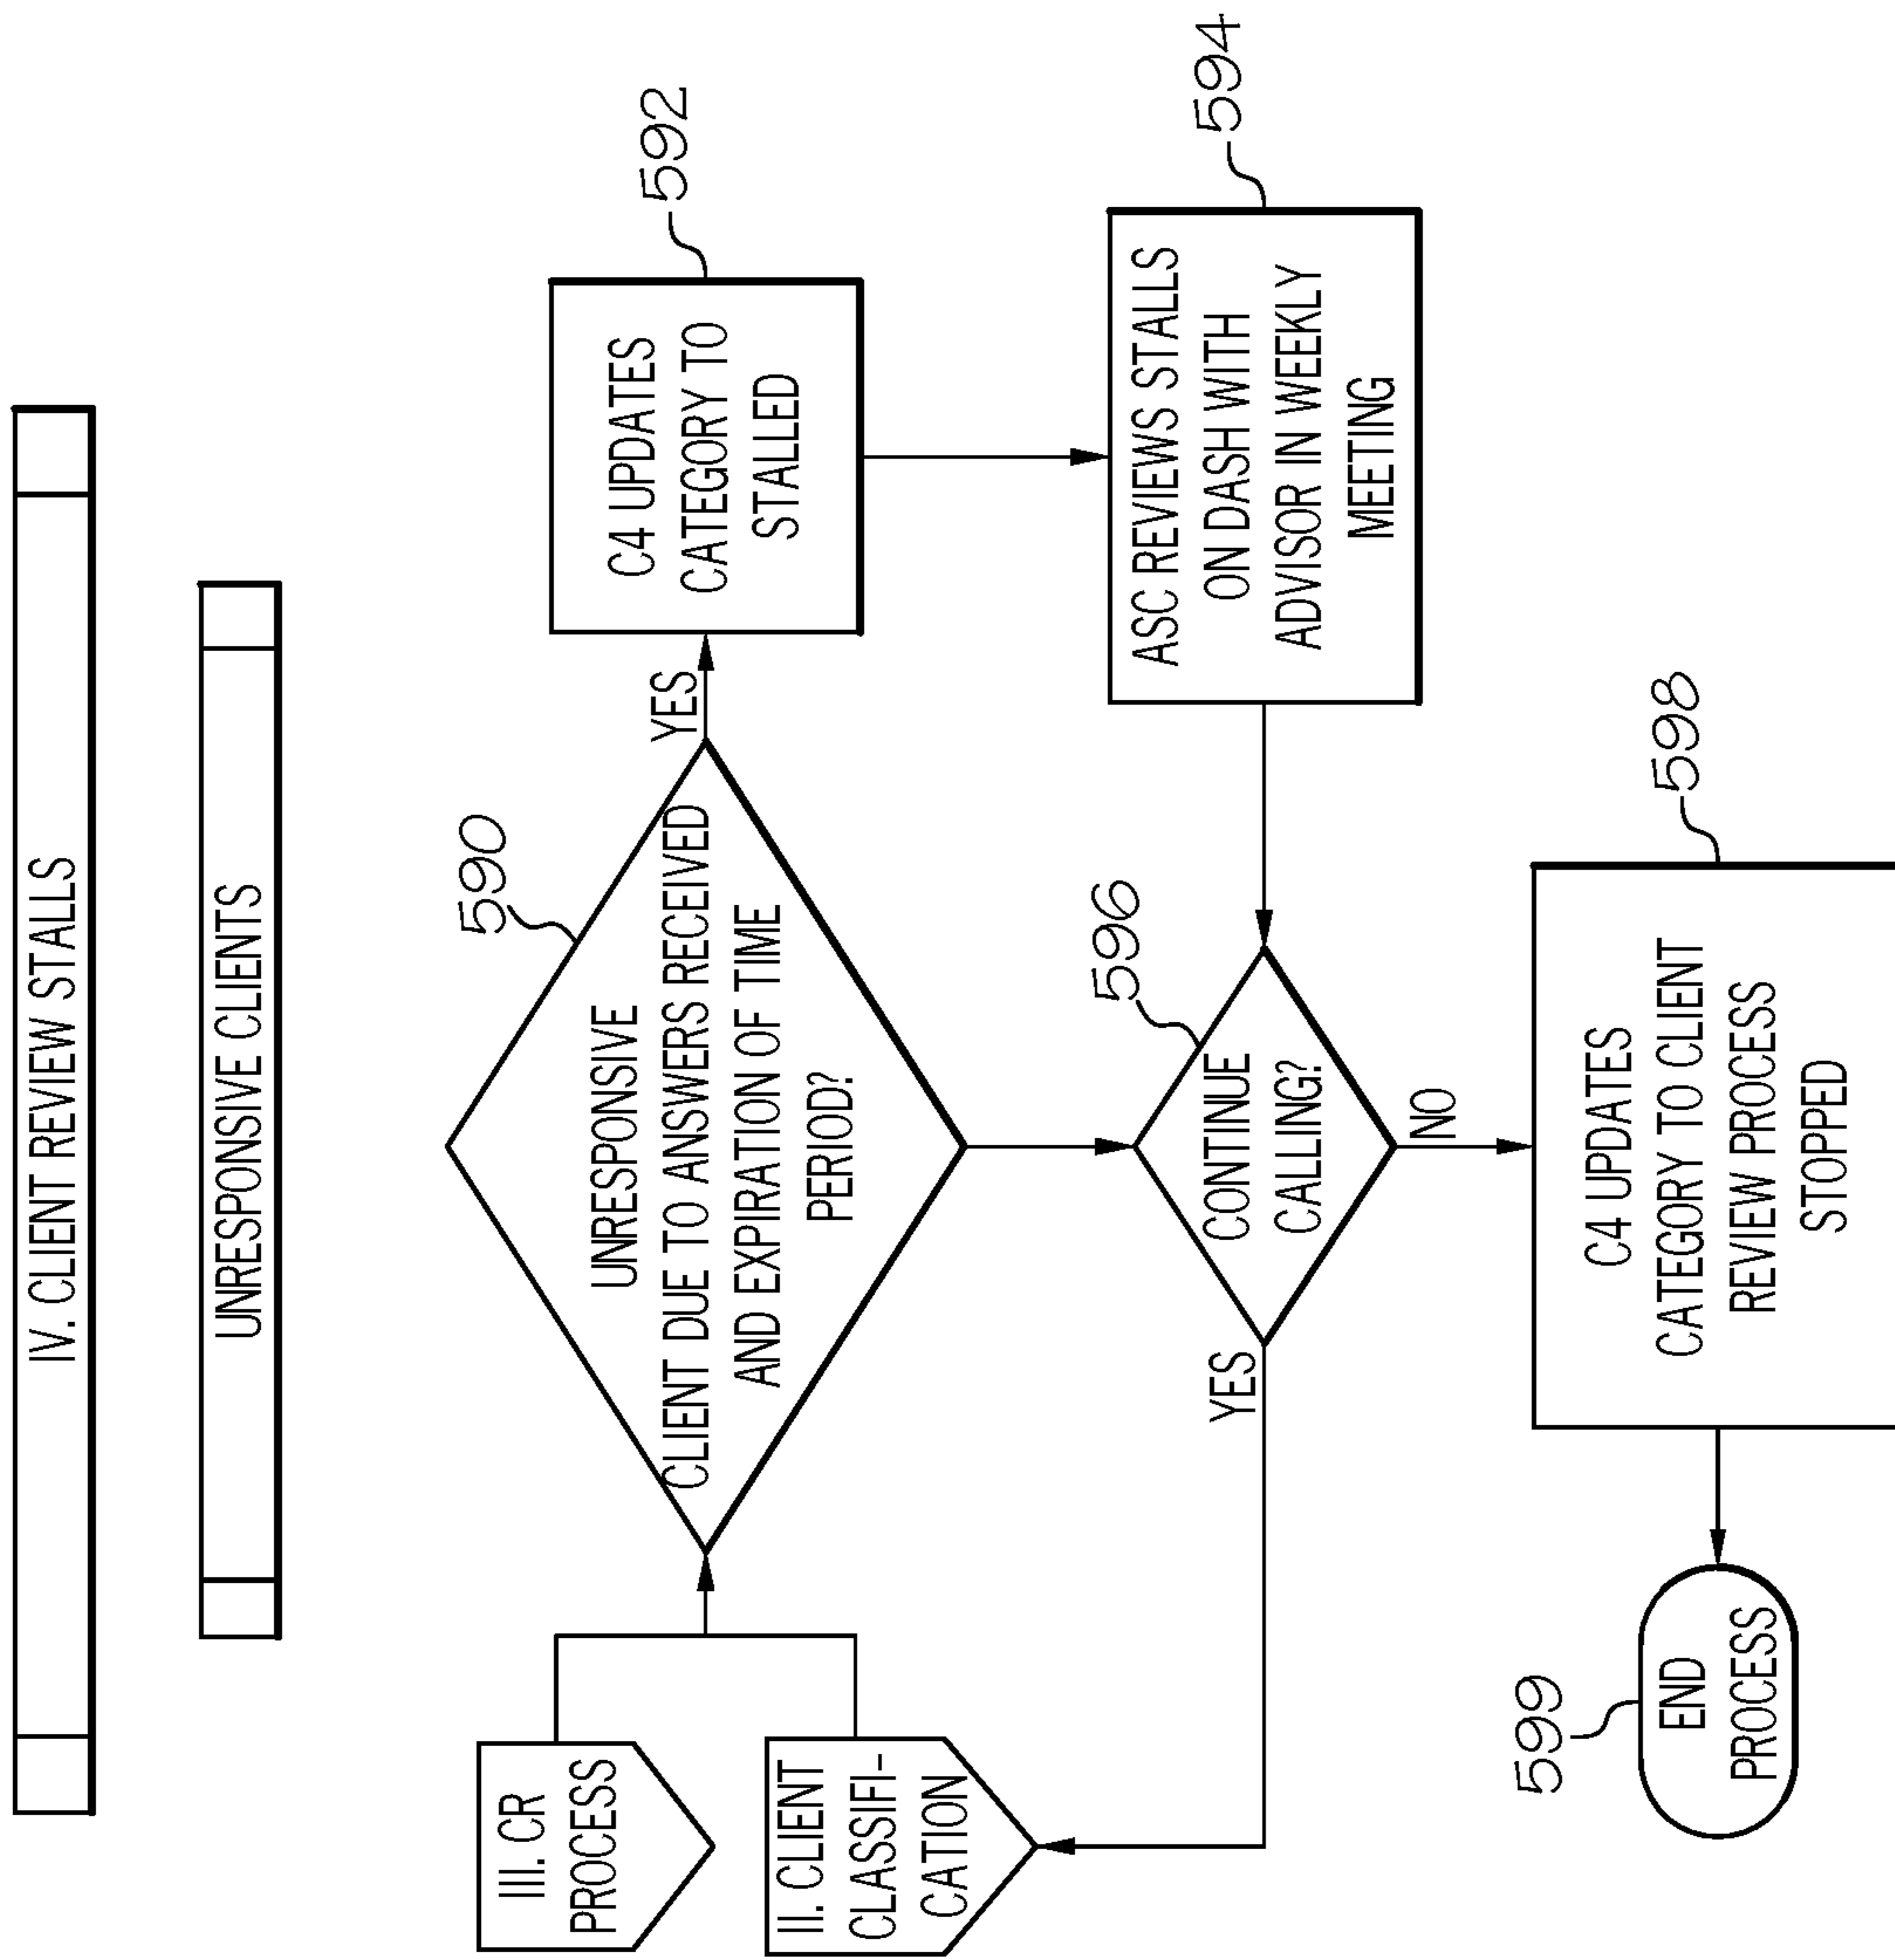 IV. CLIENT REVIEW STALLS
UNRESPONSIVE CLIENTS
III. CR
PROCESS
II. CLIENT
CLASSIFI-
CATION
590
UNRESPONSIVE
CLIENT DUE TO ANSWERS RECEIVED
AND EXPIRATION OF TIME
PERIOD?
YES
592
C4 UPDATES
CATEGORY TO
STALLED
594
ASC REVIEWS STALLS
ON DASH WITH
ADVISOR IN WEEKLY
MEETING
596
CONTINUE
CALLING?
YES
NO
598
C4 UPDATES
CATEGORY TO CLIENT
REVIEW PROCESS
STOPPED
599
END
PROCESS